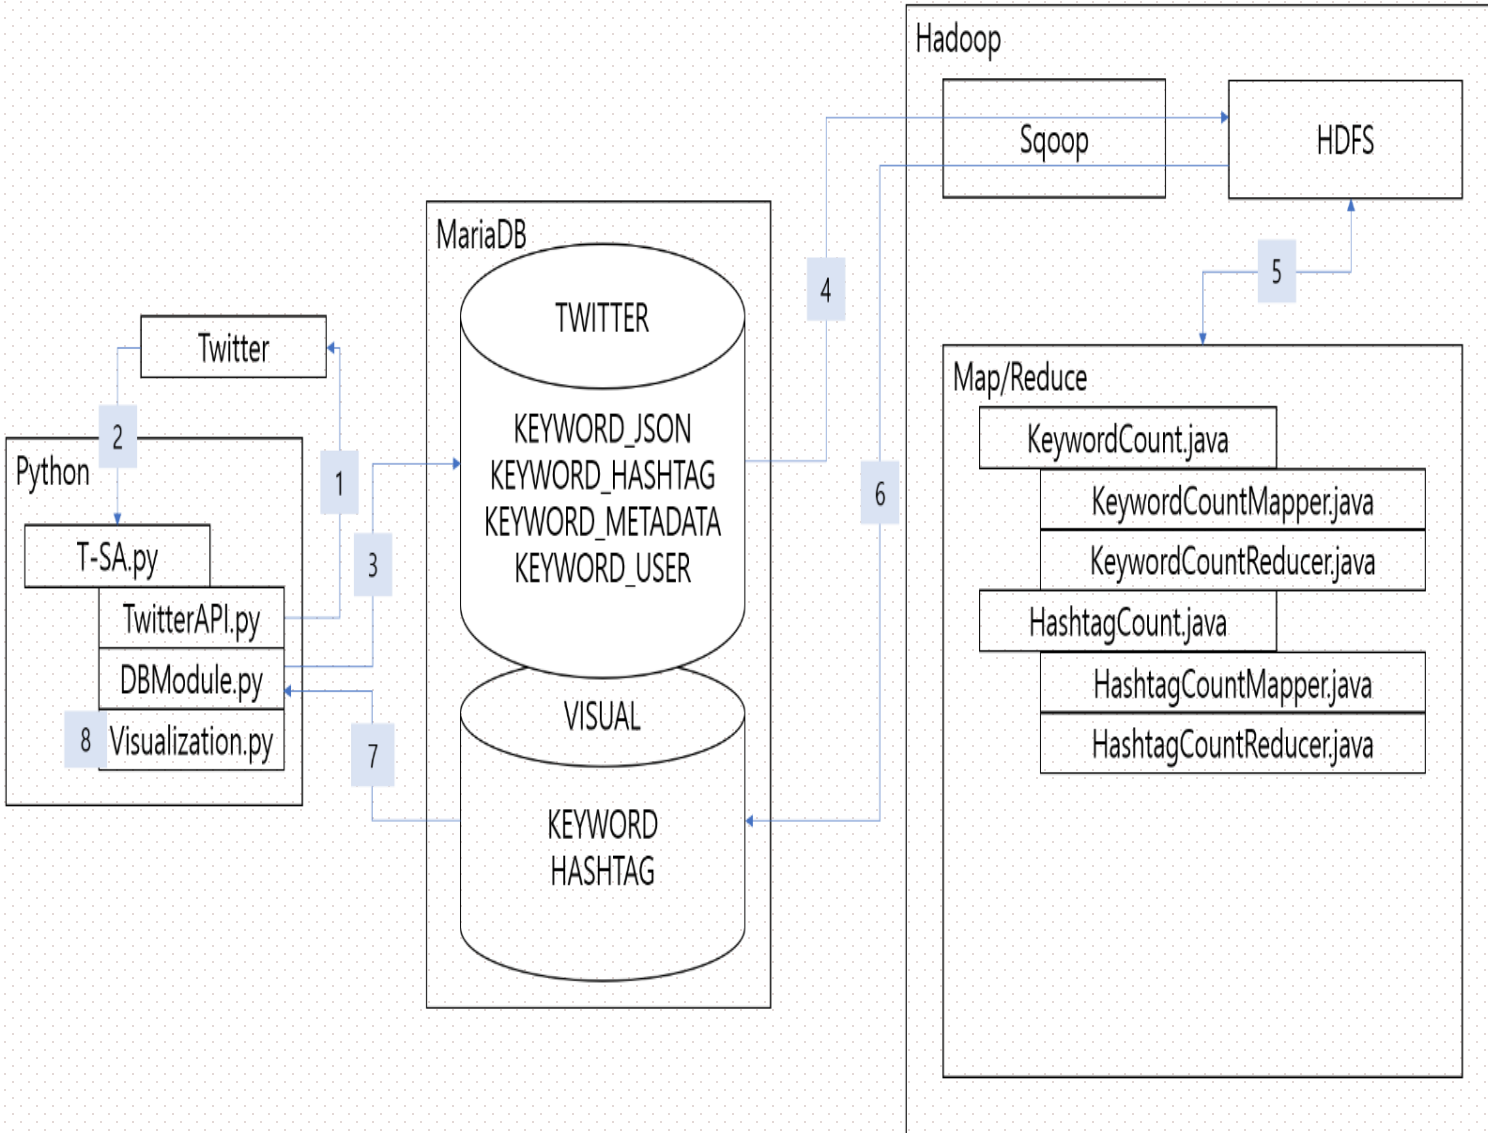 Hadoop
Sqoop
HDFS
MariaDB
TWITTER
KEYWORD_JSON
KEYWORD_HASHTAG
KEYWORD_METADATA
KEYWORD_USER
VISUAL
KEYWORD
HASHTAG
Twitter
Python
T-SA.py
TwitterAPI.py
DBModule.py
Visualization.py
1
2
3
4
5
6
7
8
Map/Reduce
KeywordCount.java
KeywordCountMapper.java
KeywordCountReducer.java
HashtagCount.java
HashtagCountMapper.java
HashtagCountReducer.java